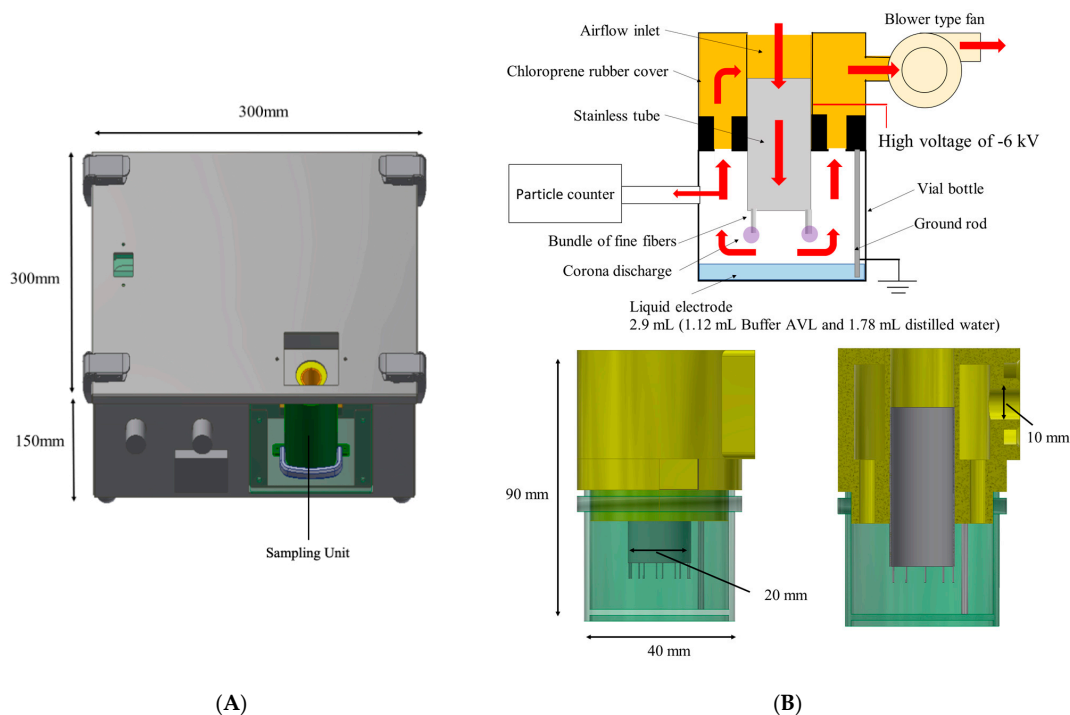 300mm
300mm
150mm
Sampling Unit
(A)
B)
Airflow inlet
Blower type fan
Chloroprene rubber cover
Stainless tube
High voltage of -6 kV
Particle counter
Vial bottle
Bundle of fine fibers
Ground rod
Corona discharge
Liquid electrode
2.9 mL (1.12 mL Buffer AVL and 1.78 mL distilled water)
90 mm
20 mm
40 mm
10 mm
(B)